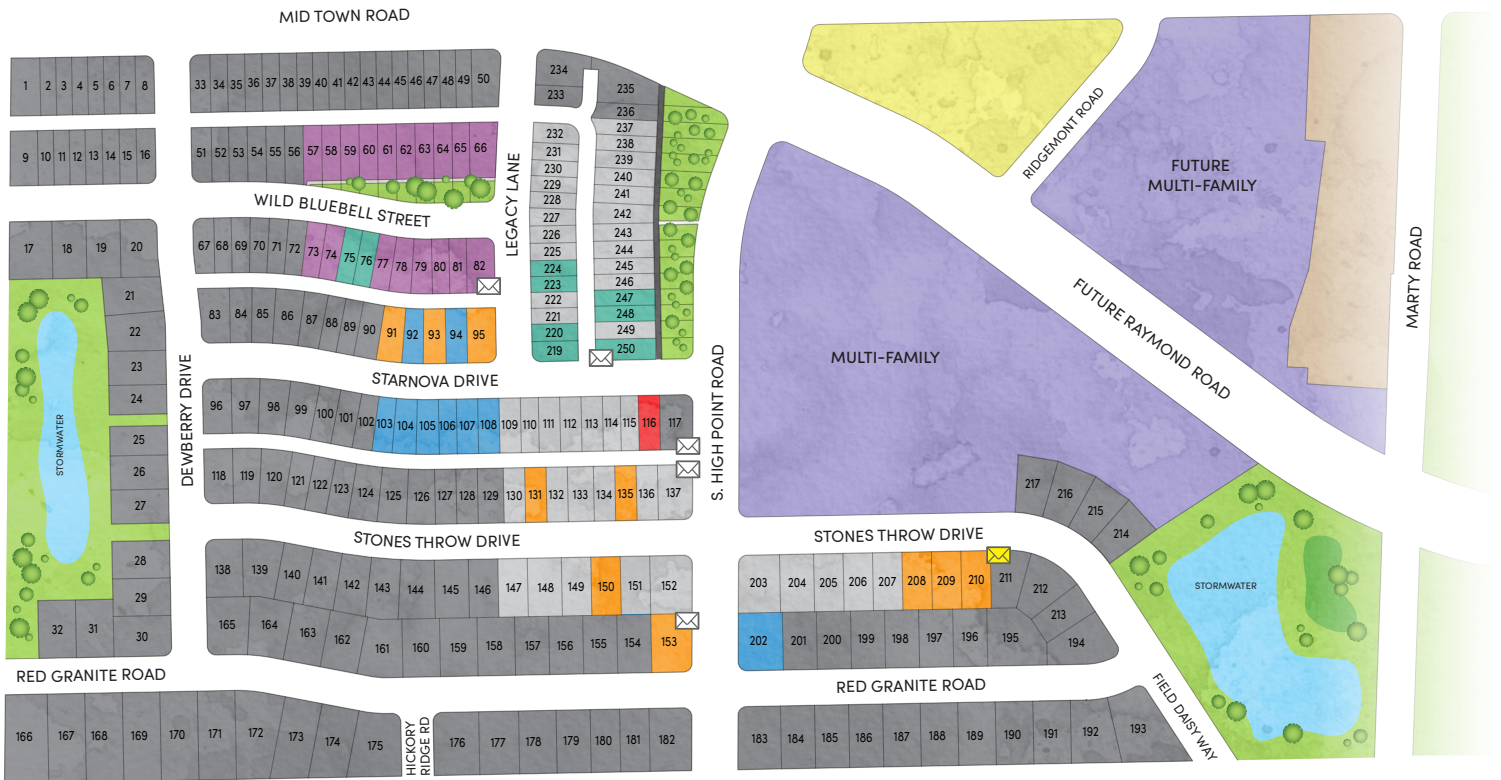 MID TOWN ROAD
1 2 3 4 5 6 7 8
33 34 35 36 37 38 39 40 41 42 43 44 45 46 47 48 49 50
234
233
235
236
9 10 11 12 13 14 15 16
51 52 53 54 55 56 57 58 59 60 61 62 63 64 65 66
232
231
230
229
228
227
226
225
224
223
222
221
220
219
237
238
239
240
241
242
243
244
245
246
247
248
249
250
LEGACY LANE
WILD BLUEBELL STREET
17 18 19 20
21
22
23
24
25
26
27
28
29
30
31
32
STORMWATER
DEWBERRY DRIVE
67 68 69 70 71 72 73 74 75 76 77 78 79 80 81 82
83 84 85 86 87 88 89 90 91 92 93 94 95
STARNOVA DRIVE
96 97 98 99 100 101 102 103 104 105 106 107 108 109 110 111 112 113 114 115 116 117
118 119 120 121 122 123 124 125 126 127 128 129 130 131 132 133 134 135 136 137
STONES THROW DRIVE
138 139 140 141 142 143 144 145 146 147 148 149 150 151 152
165 164 163 162 161 160 159 158 157 156 155 154 153
RED GRANITE ROAD
166 167 168 169 170 171 172 173 174 175
HICKORY
RIDGE RD
176 177 178 179 180 181 182
S. HIGH POINT ROAD
RIDGEMONT ROAD
FUTURE
MULTI-FAMILY
MARTY ROAD
FUTURE RAYMOND ROAD
MULTI-FAMILY
217 216 215 214
STONES THROW DRIVE
203 204 205 206 207 208 209 210 211 212
213
202 201 200 199 198 197 196 195 194
STORMWATER
RED GRANITE ROAD
FIELD DAISY WAY
183 184 185 186 187 188 189 190 191 192 193